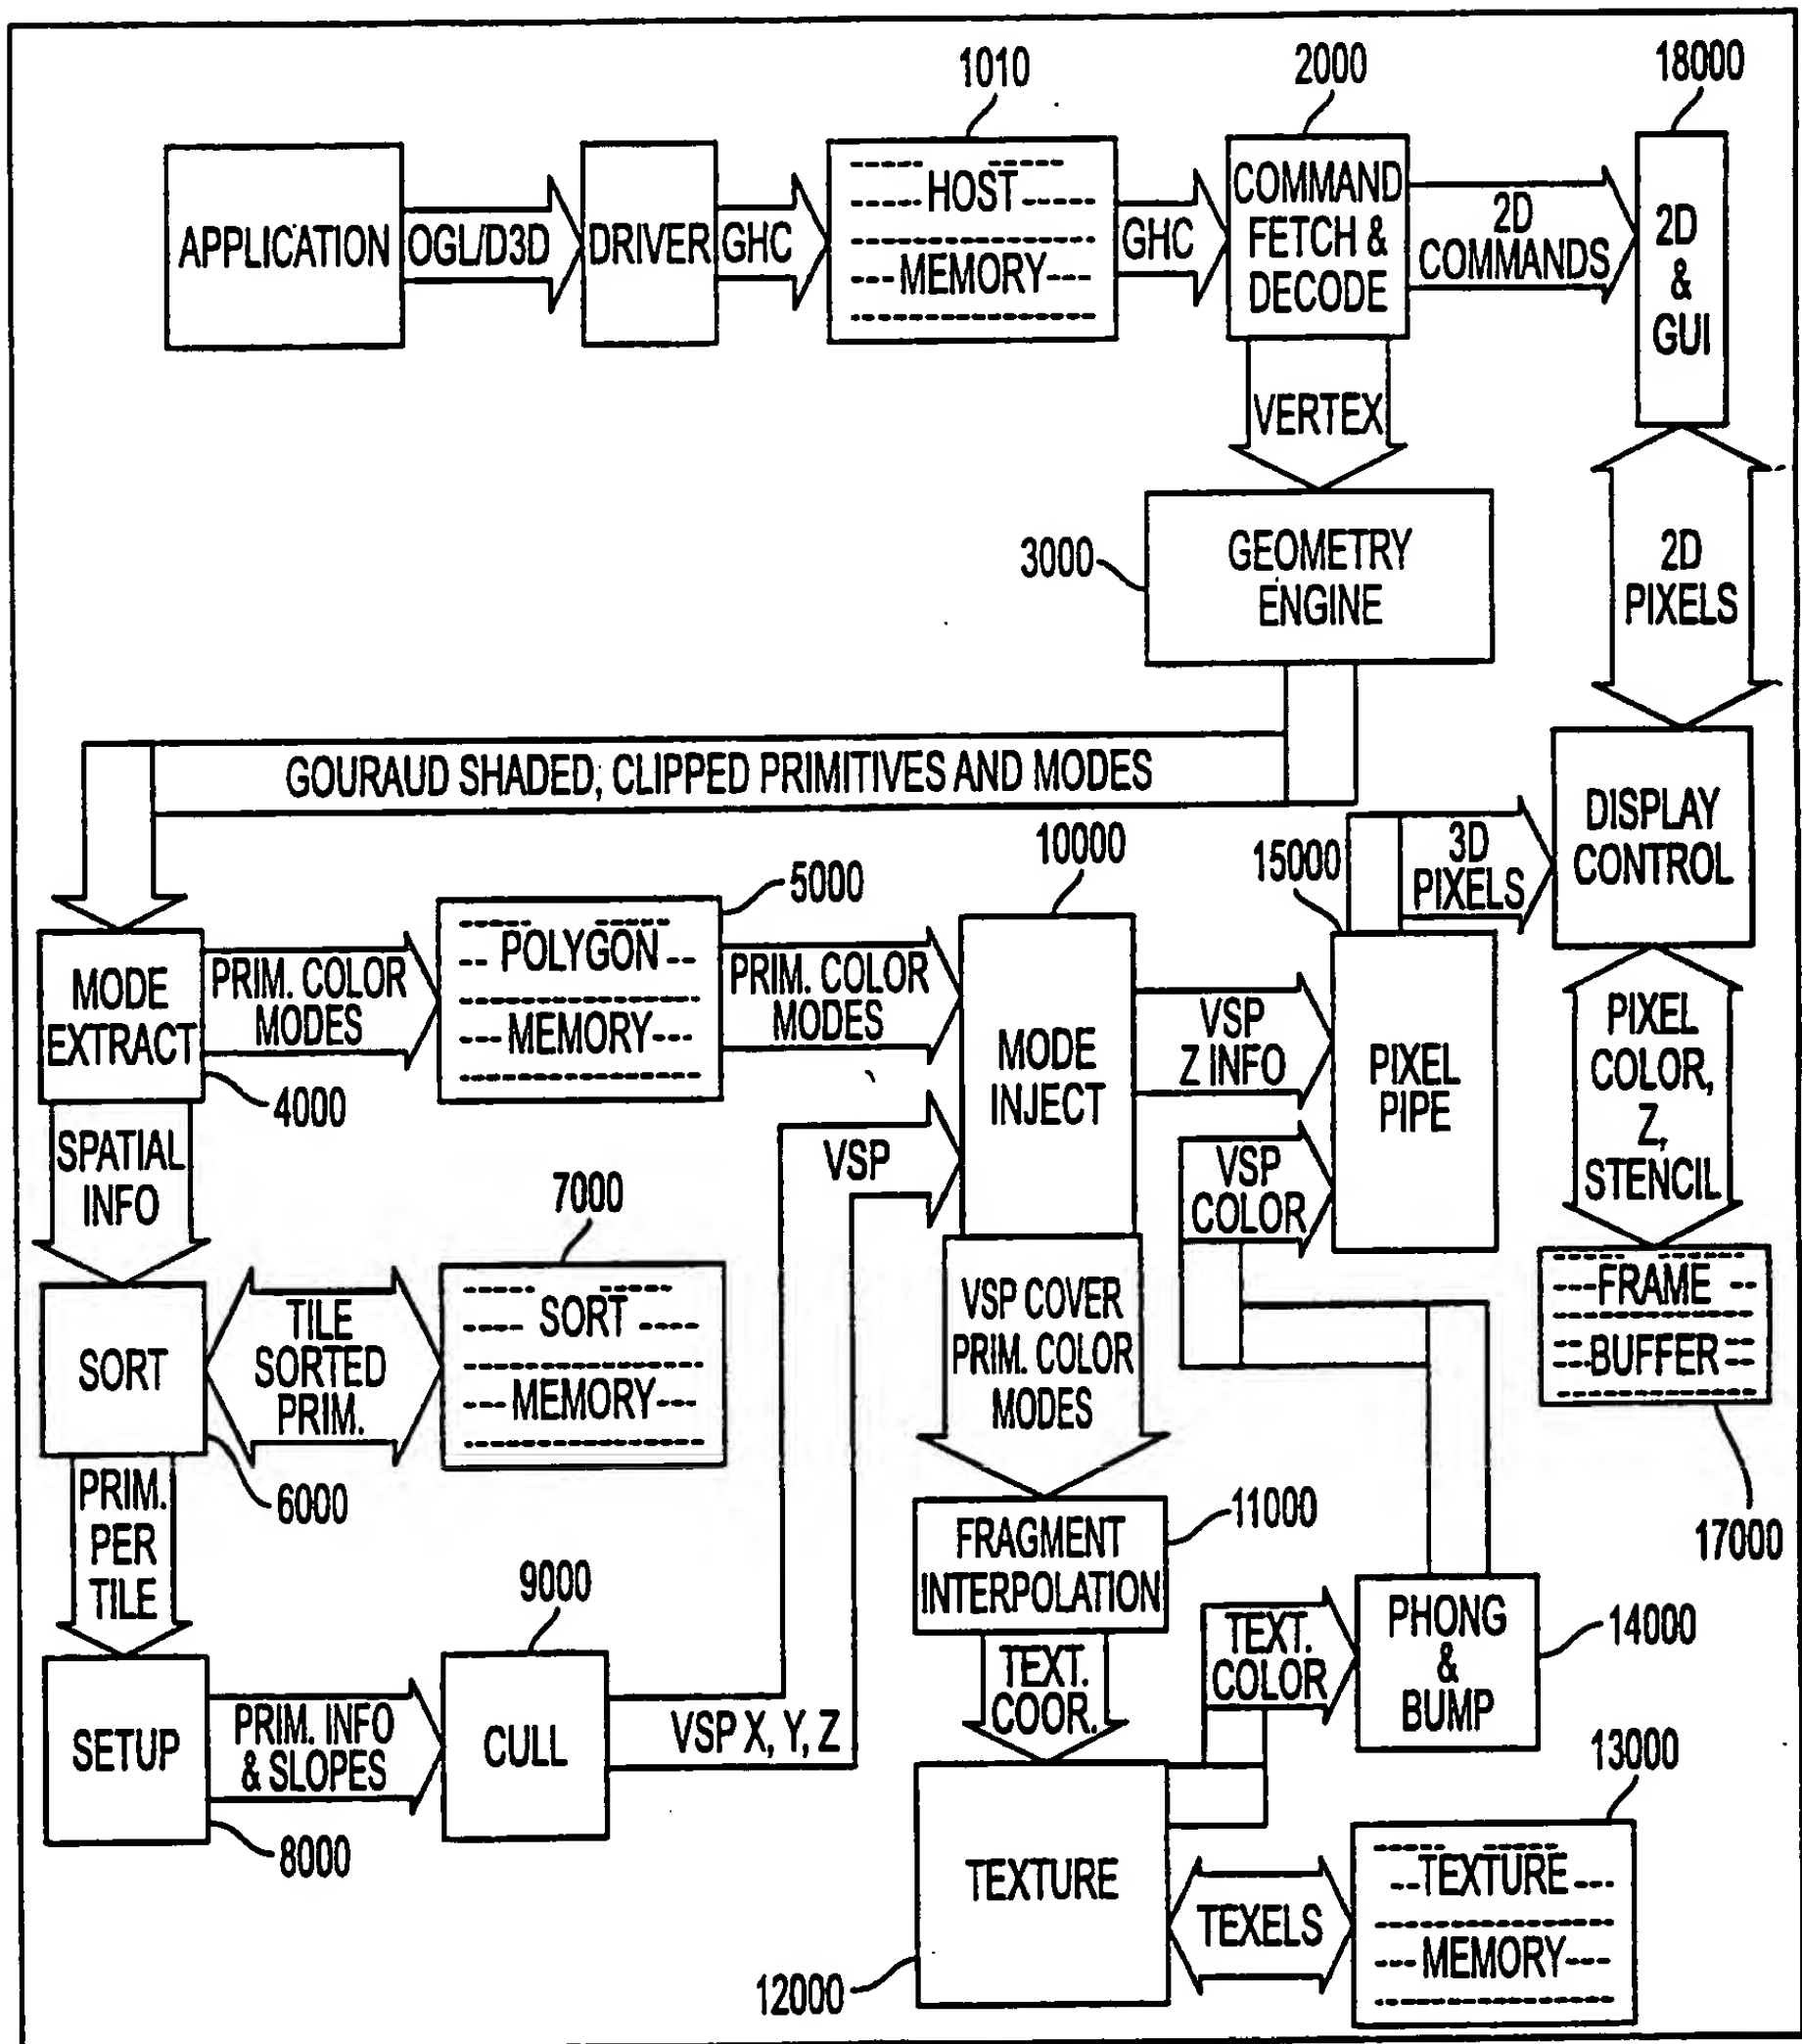 1010
2000
18000
APPLICATION
OGL/D3D
DRIVER
GHC
HOST
MEMORY
GHC
COMMAND
FETCH &
DECODE
2D
COMMANDS
2D
&
GUI
VERTEX
3000
GEOMETRY
ENGINE
2D
PIXELS
GOURAUD SHADED, CLIPPED PRIMITIVES AND MODES
DISPLAY
CONTROL
3D
PIXELS
15000
10000
5000
MODE
EXTRACT
4000
PRIM. COLOR
MODES
POLYGON
MEMORY
PRIM. COLOR
MODES
MODE
INJECT
VSP
Z INFO
PIXEL
PIPE
PIXEL
COLOR,
Z,
STENCIL
SPATIAL
INFO
VSP
VSP
COLOR
7000
SORT
6000
TILE
SORTED
PRIM.
SORT
MEMORY
VSP COVER
PRIM. COLOR
MODES
FRAME
BUFFER
17000
PRIM.
PER
TILE
9000
FRAGMENT
INTERPOLATION
11000
SETUP
8000
PRIM. INFO
& SLOPES
CULL
VSP X, Y, Z
TEXT.
COOR.
TEXT.
COLOR
PHONG
&
BUMP
14000
13000
TEXTURE
12000
TEXELS
TEXTURE
MEMORY